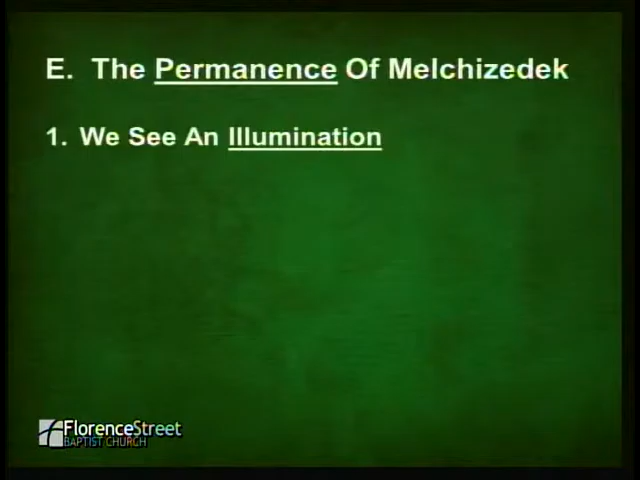 E. The Permanence Of Melchizedek
1. We See An Illumination
FlorenceStreet
BAPTIST CHURCH